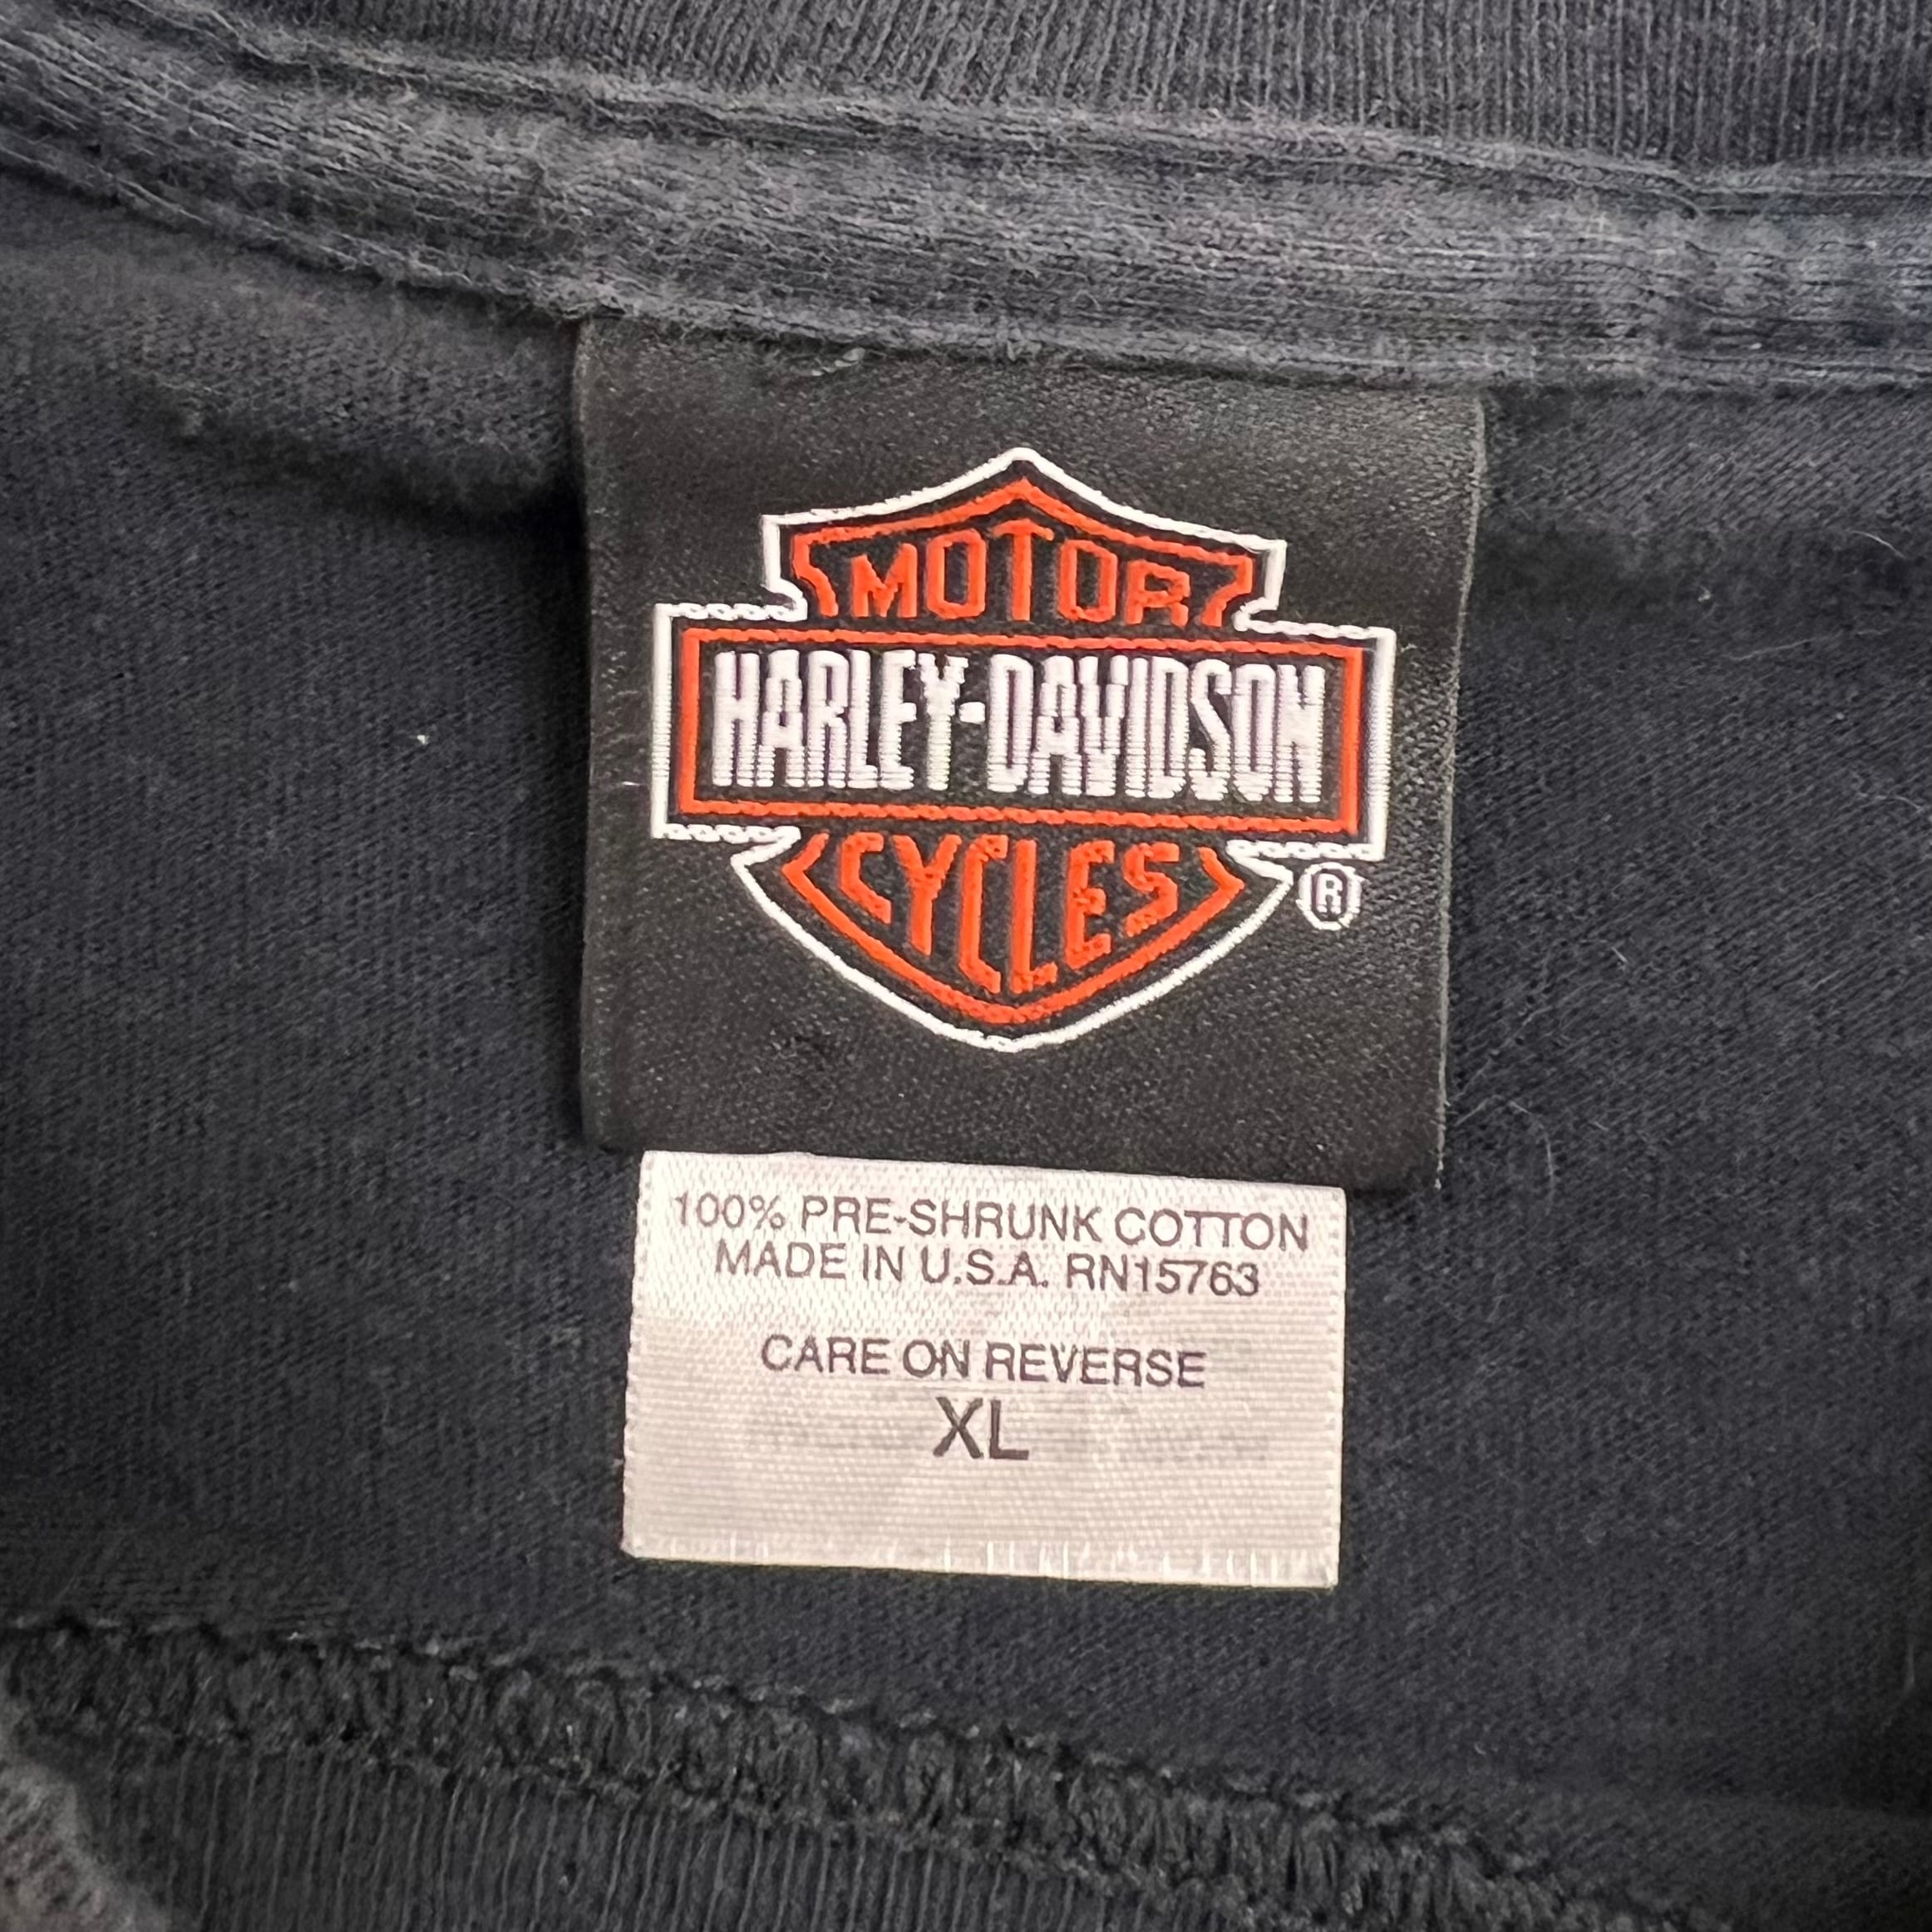 MOTOR
HARLEY-DAVIDSON
CYCLES
®
100% PRE-SHRUNK COTTON
MADE IN U.S.A. RN15763
CARE ON REVERSE
XL